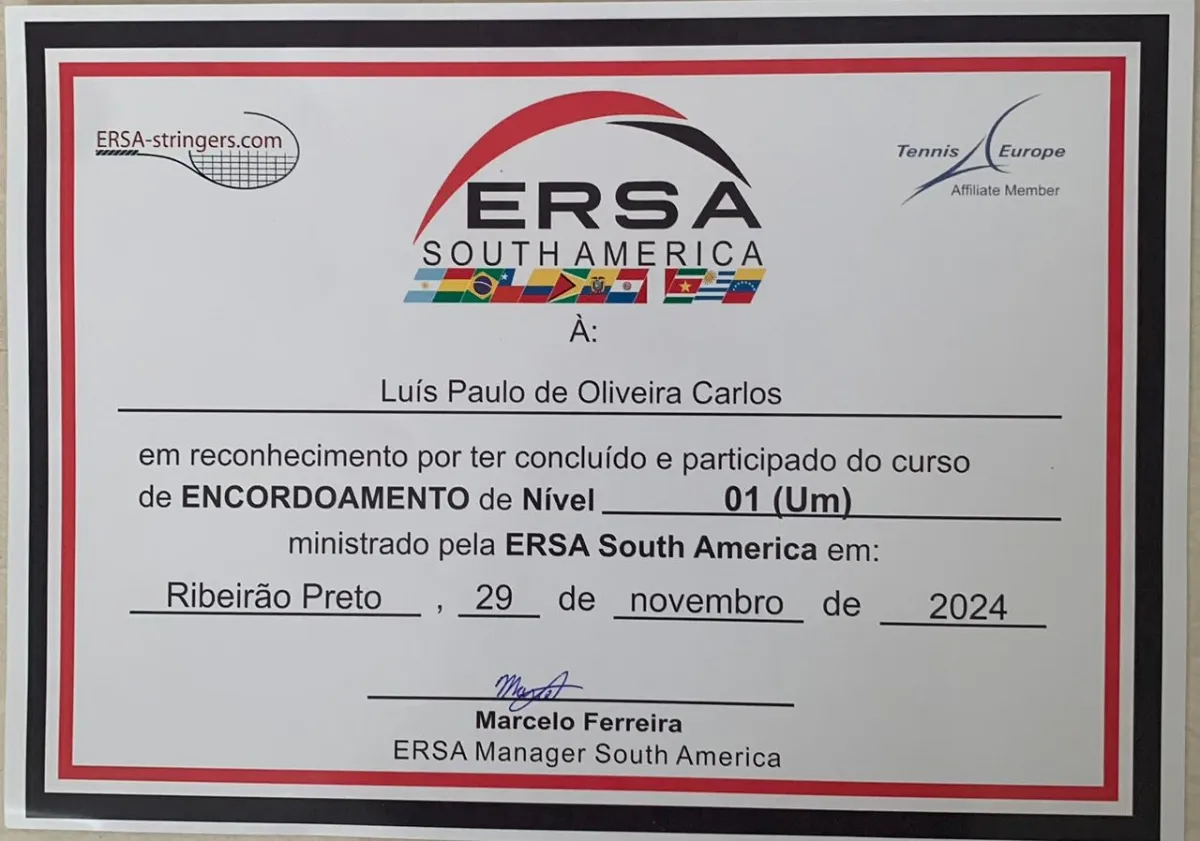 ERSA-stringers.com
Tennis Europe
Affiliate Member
ERSA
SOUTH AMERICA
À:
Luís Paulo de Oliveira Carlos
em reconhecimento por ter concluído e participado do curso
de ENCORDOAMENTO de Nível 01 (Um)
ministrado pela ERSA South America em:
Ribeirão Preto , 29 de novembro de 2024
Marcelo Ferreira
ERSA Manager South America